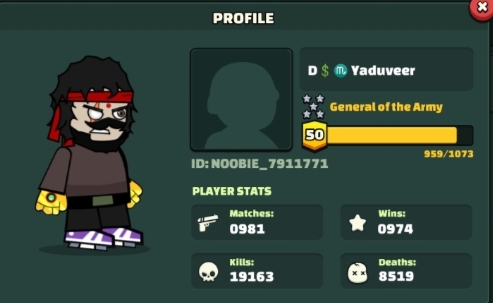 PROFILE
D $ ♏ Yaduveer
General of the Army
50
959/1073
ID: NOOBIE_7911771
PLAYER STATS
Matches:
0981
Wins:
0974
Kills:
19163
Deaths:
8519